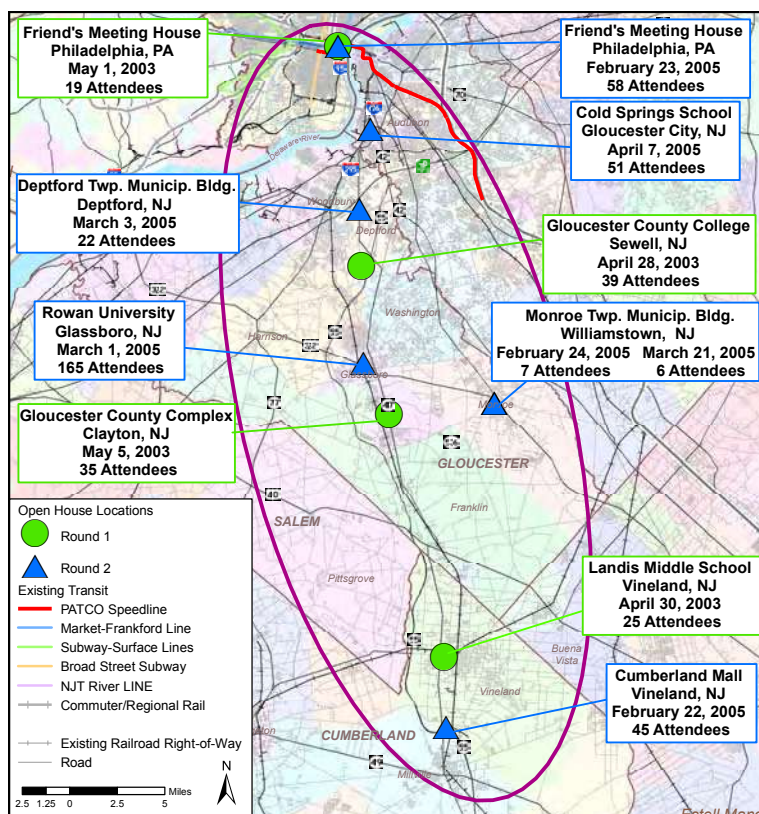 Friend's Meeting House
Philadelphia, PA
May 1, 2003
19 Attendees
Friend's Meeting House
Philadelphia, PA
February 23, 2005
58 Attendees
Cold Springs School
Gloucester City, NJ
April 7, 2005
51 Attendees
Audubon
Delaware River
42
Deptford Twp. Municip. Bldg.
Deptford, NJ
March 3, 2005
22 Attendees
Woodbury
Deptford
Gloucester County College
Sewell, NJ
April 28, 2003
39 Attendees
Washington
Rowan University
Glassboro, NJ
March 1, 2005
165 Attendees
Harrison
Monroe Twp. Municip. Bldg.
Williamstown, NJ
February 24, 2005 March 21, 2005
7 Attendees 6 Attendees
Glassboro
Gloucester County Complex
Clayton, NJ
May 5, 2003
35 Attendees
77
47
GLOUCESTER
Franklin
40
SALEM
Pittsgrove
Landis Middle School
Vineland, NJ
April 30, 2003
25 Attendees
Buena
Vista
Vineland
Cumberland Mall
Vineland, NJ
February 22, 2005
45 Attendees
CUMBERLAND
49
Millville
Open House Locations
Round 1
Round 2
Existing Transit
PATCO Speedline
Market-Frankford Line
Subway-Surface Lines
Broad Street Subway
NJT River LINE
Commuter/Regional Rail
Existing Railroad Right-of-Way
Road
Miles
2.5 1.25 0 2.5 5
N